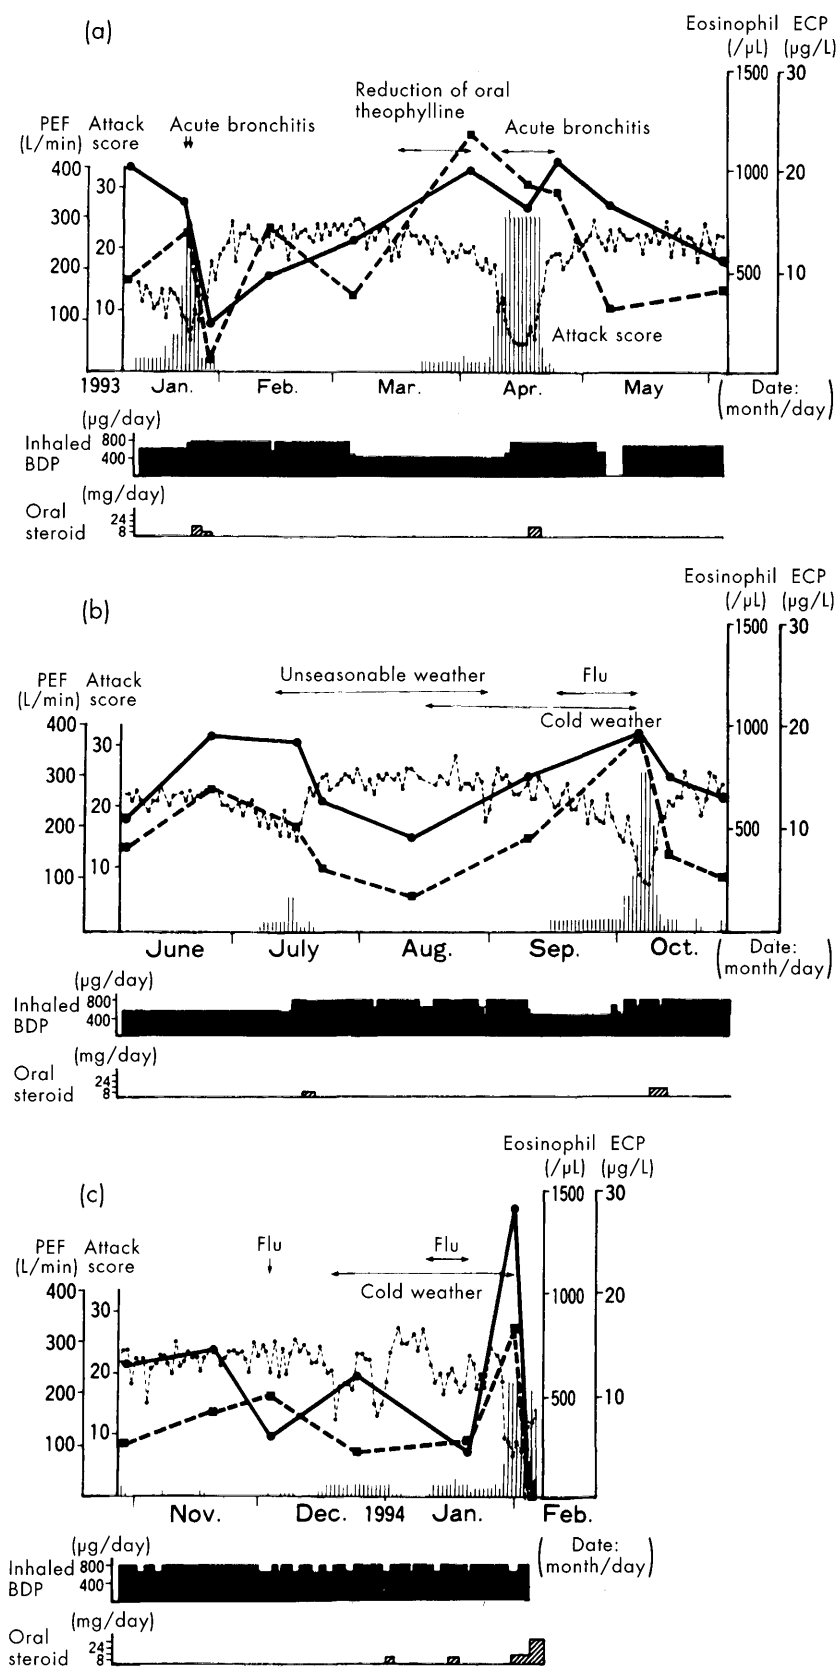 (a)
Eosinophil ECP
(/µL) (µg/L)
1500 30
Reduction of oral
theophylline
PEF Attack Acute bronchitis Acute bronchitis
(L/min) score
400 30 1000 20
300 20
200 500 10
100 10
Attack score
1993 Jan. Feb. Mar. Apr. May (Date:
month/day)
(µg/day)
Inhaled 800
BDP 400
(mg/day)
Oral 24
steroid 8
(b)
Eosinophil ECP
(/µL) (µg/L)
1500 30
PEF Attack Unseasonable weather Flu
(L/min) score
Cold weather
400 30 1000 20
300
20
200 500 10
100 10
June July Aug. Sep. Oct. (Date:
month/day)
(µg/day)
Inhaled 800
BDP 400
(mg/day)
Oral 24
steroid 8
(c)
Eosinophil ECP
(/µL) (µg/L)
1500 30
PEF Attack Flu Flu
(L/min) score
Cold weather
400 30 1000 20
300
20
200 500 10
100 10
Nov. Dec. 1994 Jan. Feb.
(Date:
month/day)
(µg/day)
Inhaled 800
BDP 400
(mg/day)
Oral 24
steroid 8